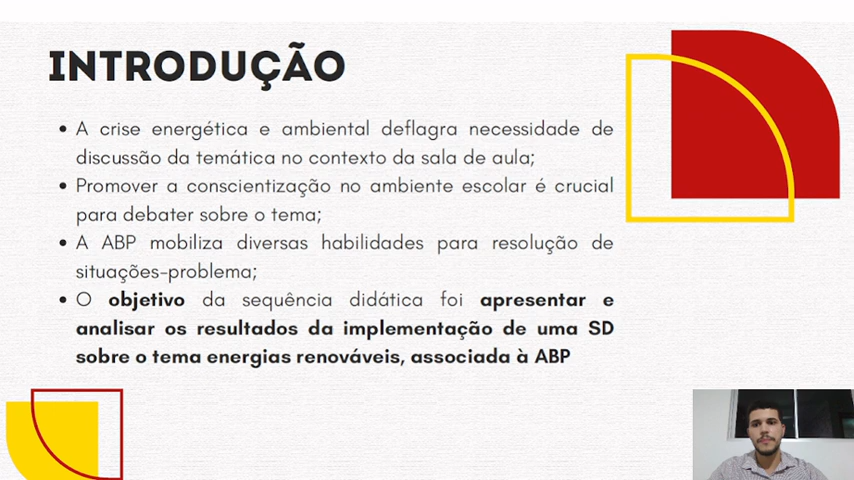 INTRODUÇÃO
• A crise energética e ambiental deflagra necessidade de
discussão da temática no contexto da sala de aula;
• Promover a conscientização no ambiente escolar é crucial
para debater sobre o tema;
• A ABP mobiliza diversas habilidades para resolução de
situações-problema;
• O objetivo da sequência didática foi apresentar e
analisar os resultados da implementação de uma SD
sobre o tema energias renováveis, associada à ABP